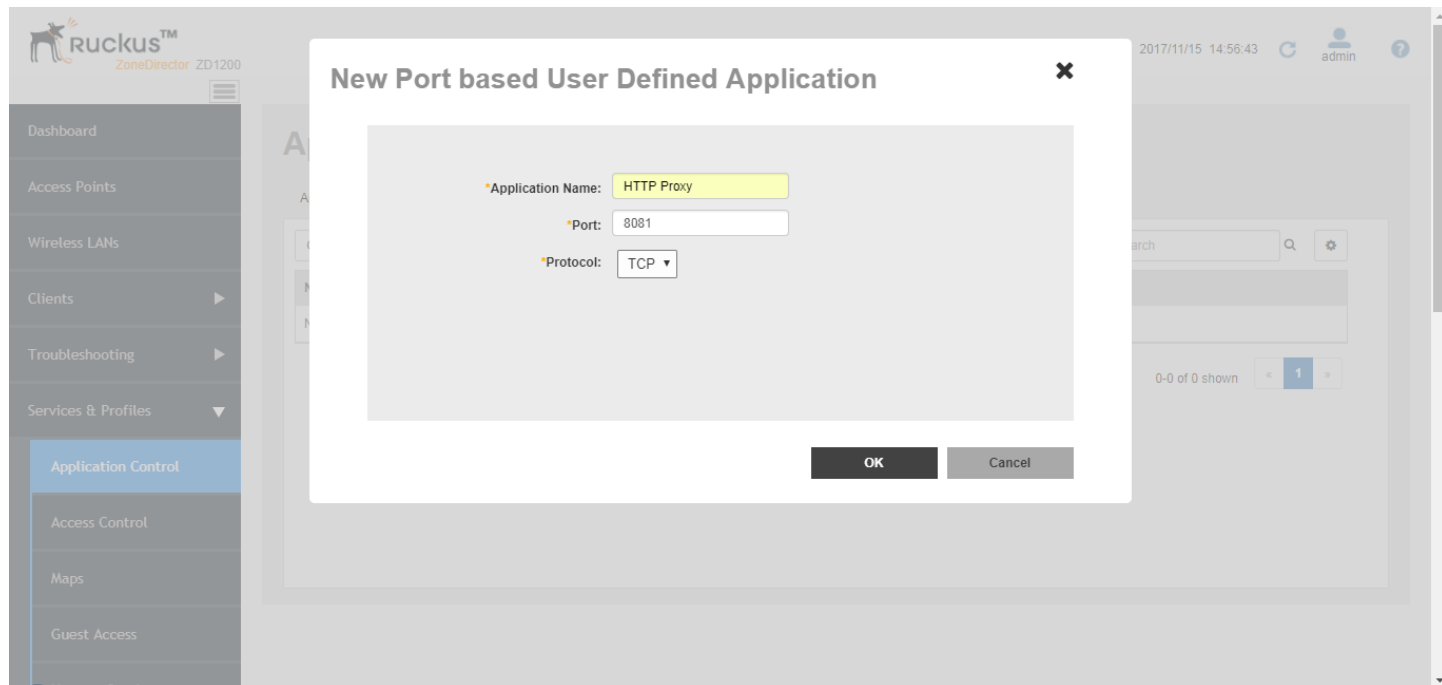 Ruckus™
ZoneDirector ZD1200
2017/11/15 14:56:43
admin
?
New Port based User Defined Application
Dashboard
Access Points
Wireless LANs
Clients
Troubleshooting
Services & Profiles
Application Control
Access Control
Maps
Guest Access
*Application Name: HTTP Proxy
*Port: 8081
*Protocol: TCP
OK Cancel
0-0 of 0 shown « 1 »